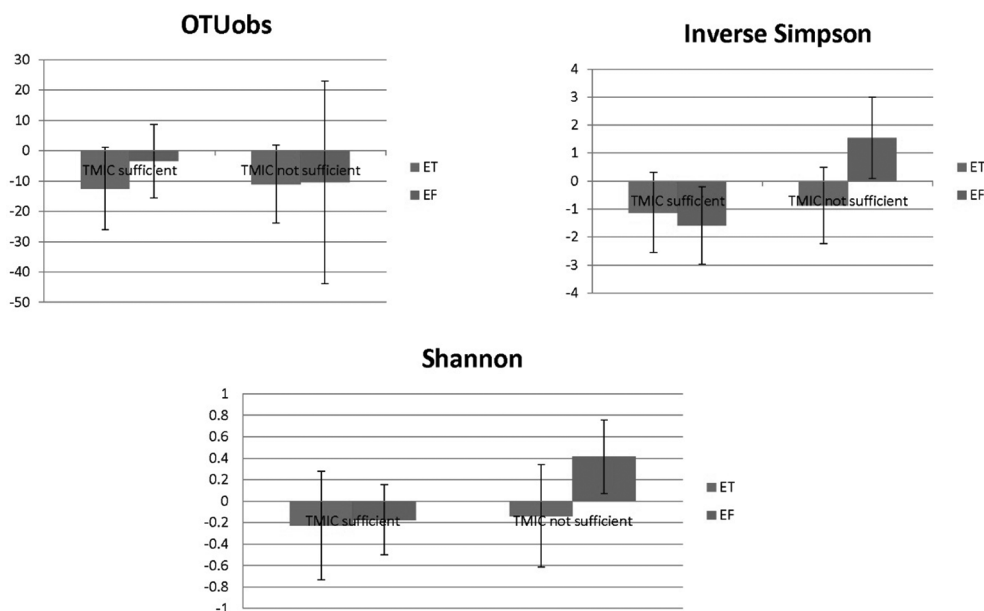 OTUobs
30
20
10
0
-10
-20
-30
-40
-50
TMIC sufficient
TMIC not sufficient
ET
EF
Inverse Simpson
4
3
2
1
0
-1
-2
-3
-4
TMIC sufficient
TMIC not sufficient
ET
EF
Shannon
1
0.8
0.6
0.4
0.2
0
-0.2
-0.4
-0.6
-0.8
-1
TMIC sufficient
TMIC not sufficient
ET
EF